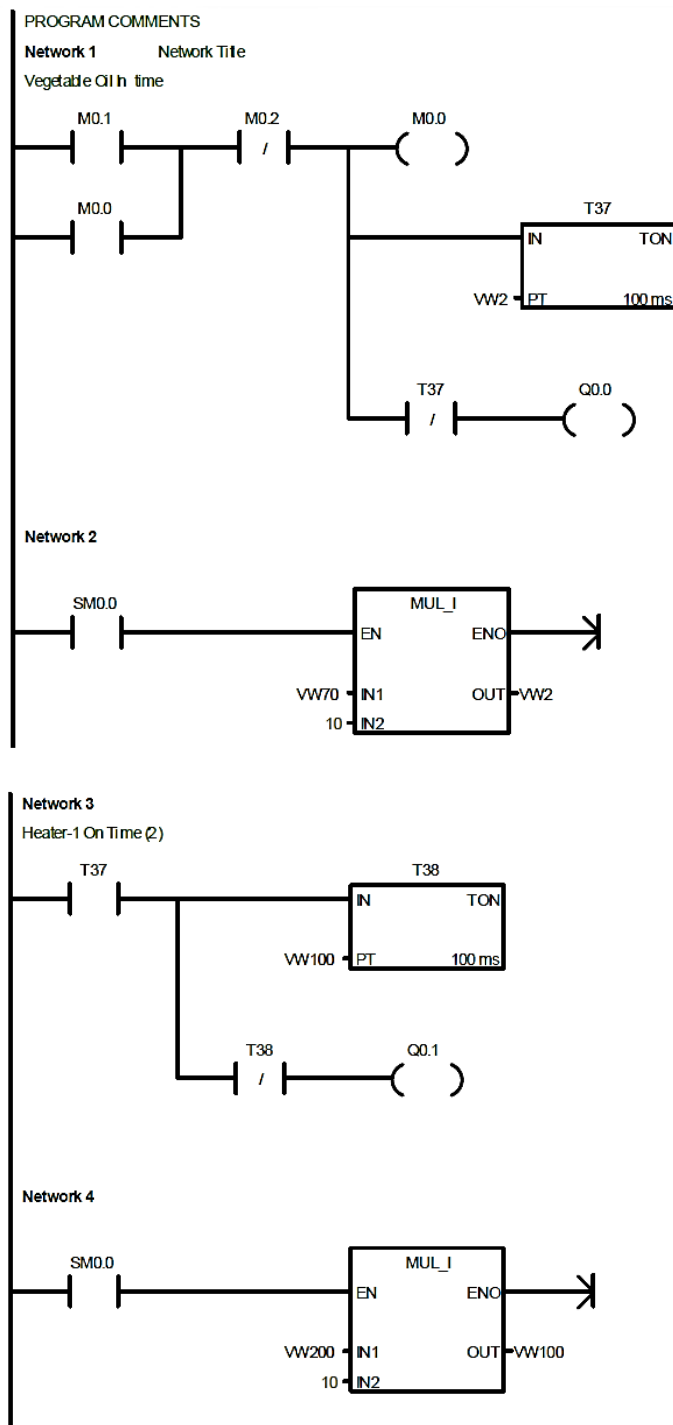 PROGRAM COMMENTS
Network 1 Network Title
Vegetable Oil In time
M0.1 M0.2 M0.0
/
M0.0 T37
IN TON
VW2 PT 100 ms
T37 Q0.0
/
Network 2
SM0.0 MUL_I
EN ENO
VW70 IN1 OUT VW2
10 IN2
Network 3
Heater-1 On Time (2)
T37 T38
IN TON
VW100 PT 100 ms
T38 Q0.1
/
Network 4
SM0.0 MUL_I
EN ENO
VW200 IN1 OUT VW100
10 IN2